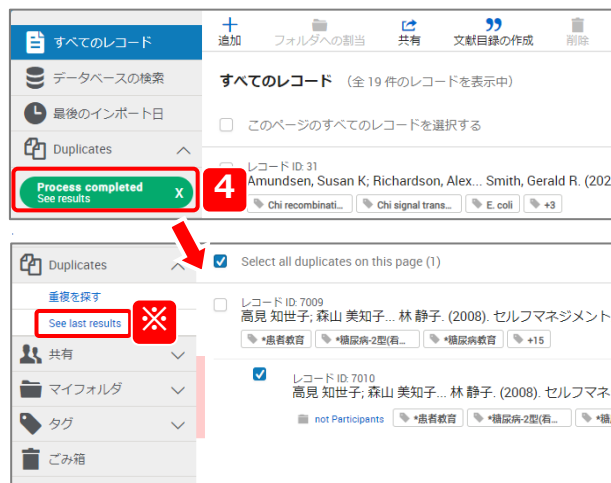 追加
フォルダへの割当
共有
文献目録の作成
削除
すべてのレコード
データベースの検索
最後のインポート日
Duplicates
Process completed
See results
X
4
すべてのレコード （全 19 件のレコードを表示中）
このページのすべてのレコードを選択する
レコード ID: 31
Amundsen, Susan K; Richardson, Alex... Smith, Gerald R. (202
Chi recombinati... Chi signal trans... E. coli +3
Duplicates
重複を探す
See last results
※
共有
マイフォルダ
タグ
ごみ箱
Select all duplicates on this page (1)
レコード ID: 7009
高見 知世子; 森山 美知子... 林 静子. (2008). セルフマネジメント
*患者教育 *糖尿病-2型(看... *糖尿病教育 +15
レコード ID: 7010
高見 知世子; 森山 美知子... 林 静子. (2008). セルフマネ
not Participants *患者教育 *糖尿病-2型(看... *糖